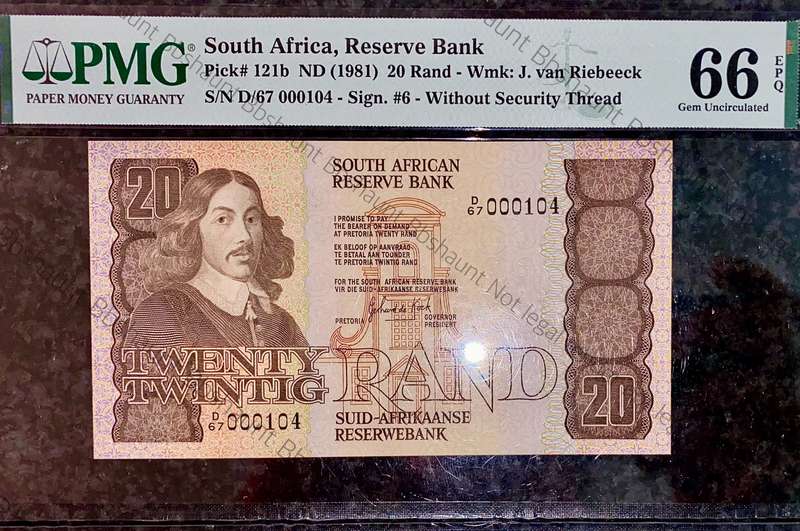 PMG®
PAPER MONEY GUARANTY
South Africa, Reserve Bank
Pick# 121b ND (1981) 20 Rand - Wmk: J. van Riebeeck
S/N D/67 000104 - Sign. #6 - Without Security Thread
66
EPQ
Gem Uncirculated
20
SOUTH AFRICAN
RESERVE BANK
D/67 000104
I PROMISE TO PAY
THE BEARER ON DEMAND
AT PRETORIA TWENTY RAND
EK BELOOF OP AANVRAAG
TE BETAAL AAN TOONDER
TE PRETORIA TWINTIG RAND
FOR THE SOUTH AFRICAN RESERVE BANK
VIR DIE SUID-AFRIKAANSE RESERWEBANK
PRETORIA
GOVERNOR
PRESIDENT
TWENTY
TWINTIG
RAND
D/67 000104
SUID-AFRIKAANSE
RESERWEBANK
20
Bbshaunt Not legal